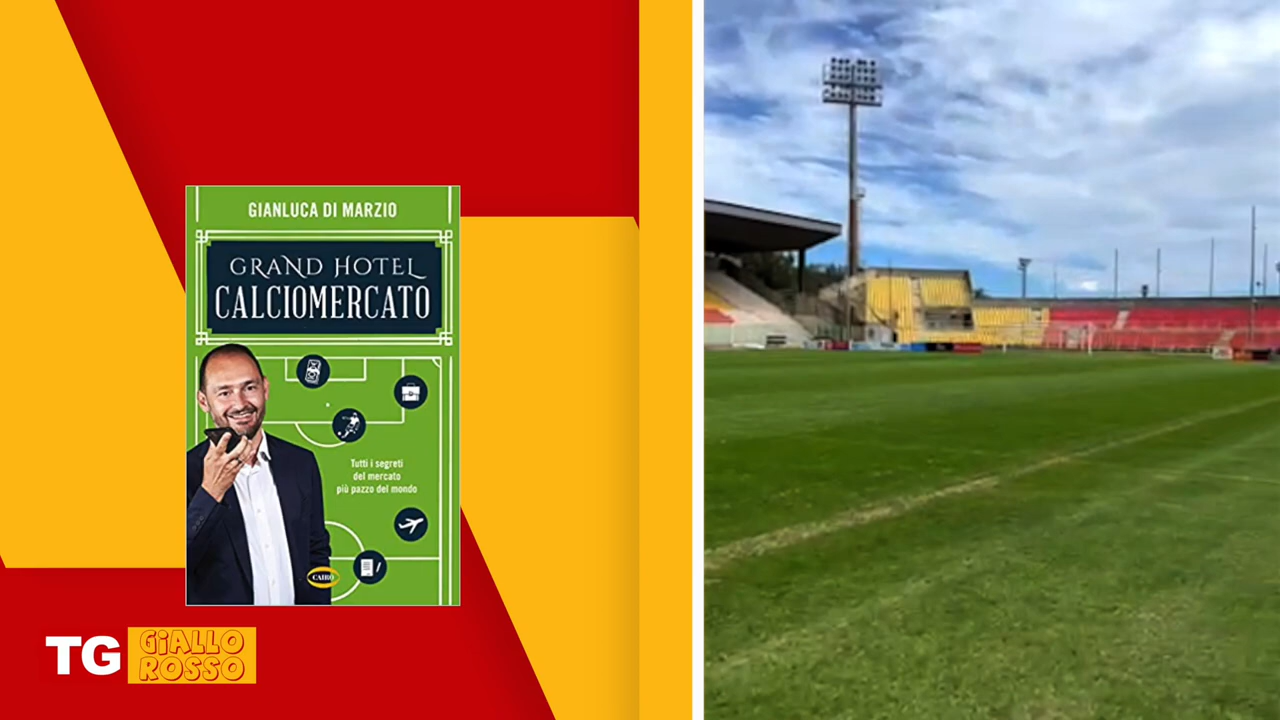 GIANLUCA DI MARZIO
GRAND HOTEL
CALCIOMERCATO
Tutti i segreti
del mercato
più pazzo del mondo
CAIRO
TG GIALLO
ROSSO